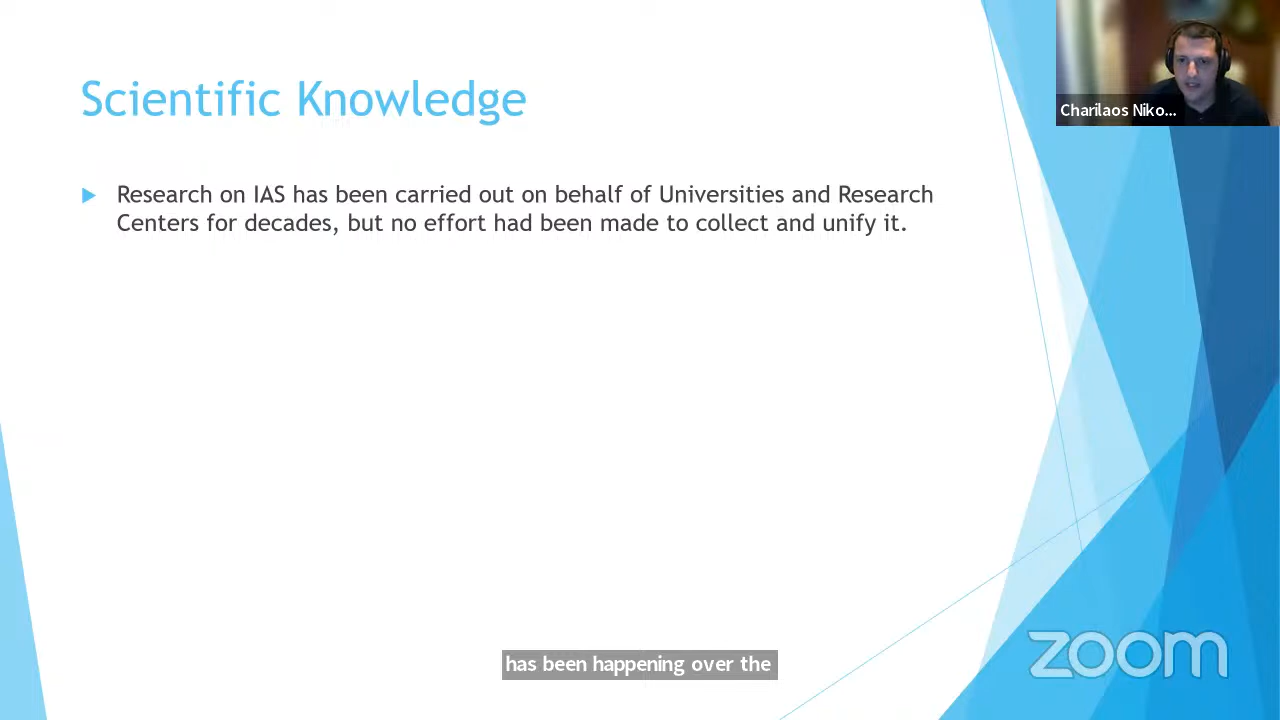 Scientific Knowledge
Research on IAS has been carried out on behalf of Universities and Research
Centers for decades, but no effort had been made to collect and unify it.
Charilaos Niko...
has been happening over the
zoom